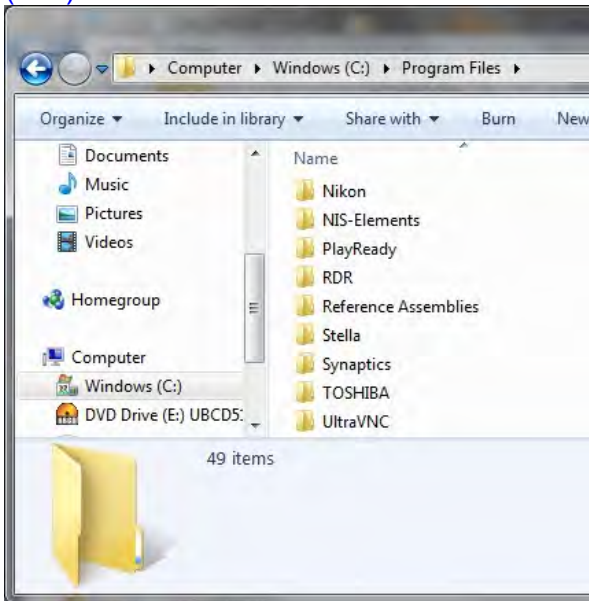 Computer Windows (C:) Program Files
Organize Include in library Share with Burn New
Documents
Music
Pictures
Videos
Homegroup
Computer
Windows (C:)
DVD Drive (E:) UBCD5
Name
Nikon
NIS-Elements
PlayReady
RDR
Reference Assemblies
Stella
Synaptics
TOSHIBA
UltraVNC
49 items